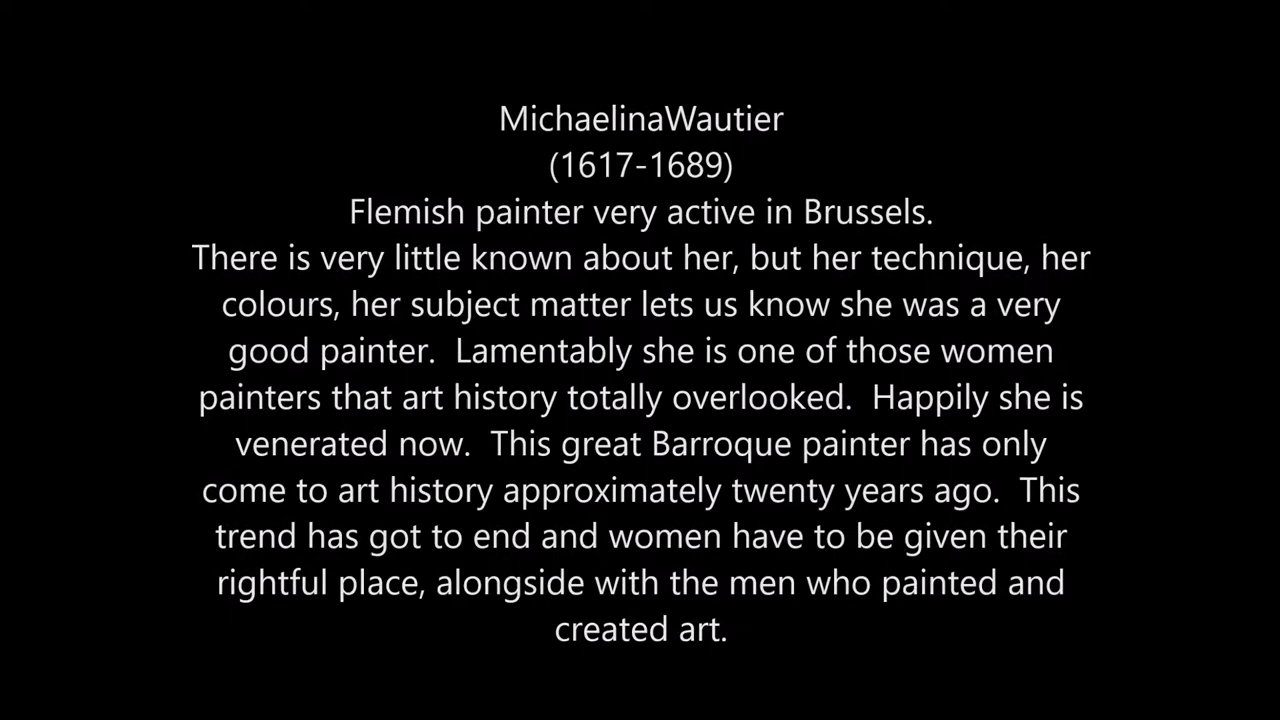 MichaelinaWautier
(1617-1689)
Flemish painter very active in Brussels.
There is very little known about her, but her technique, her
colours, her subject matter lets us know she was a very
good painter.  Lamentably she is one of those women
painters that art history totally overlooked.  Happily she is
venerated now.  This great Barroque painter has only
come to art history approximately twenty years ago.  This
trend has got to end and women have to be given their
rightful place, alongside with the men who painted and
created art.